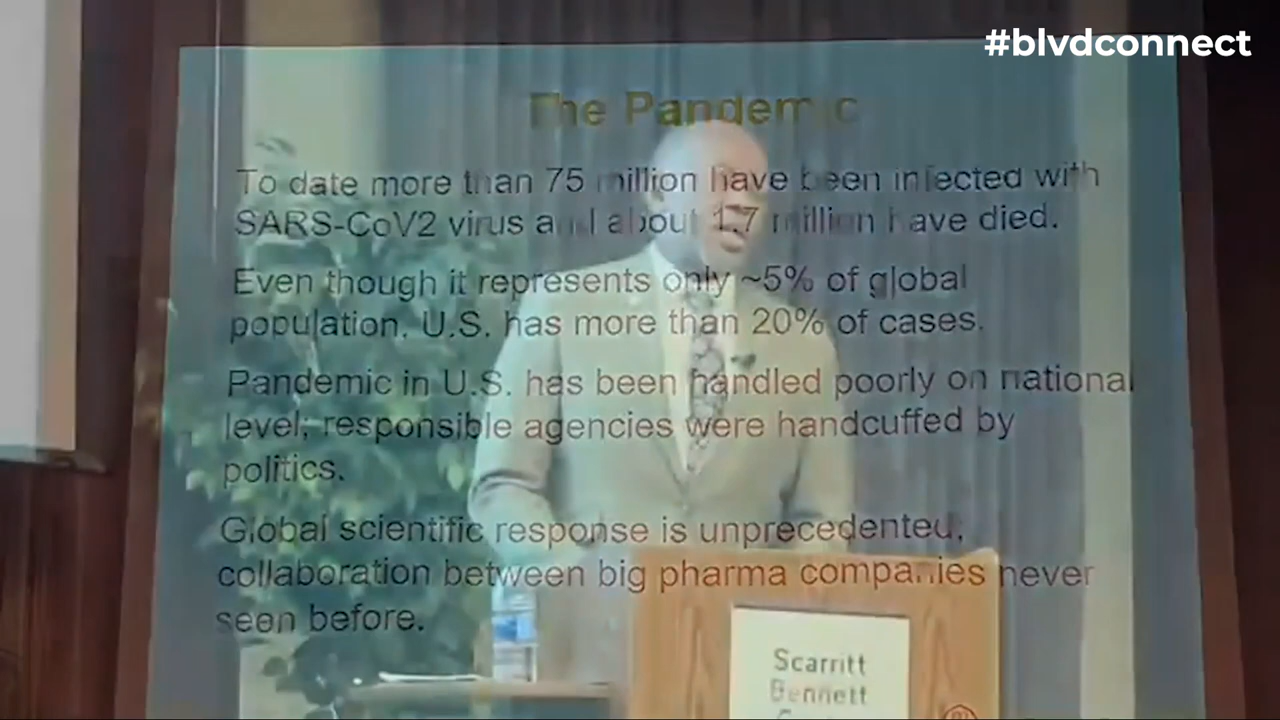 #blvdconnect
The Pandemic
To date more than 75 million have been infected with
SARS-CoV2 virus and about 1.7 million have died.
Even though it represents only ~5% of global
population, U.S. has more than 20% of cases.
Pandemic in U.S. has been handled poorly on national
level; responsible agencies were handcuffed by
politics.
Global scientific response is unprecedented;
collaboration between big pharma companies never
seen before.
Scarritt
Bennett